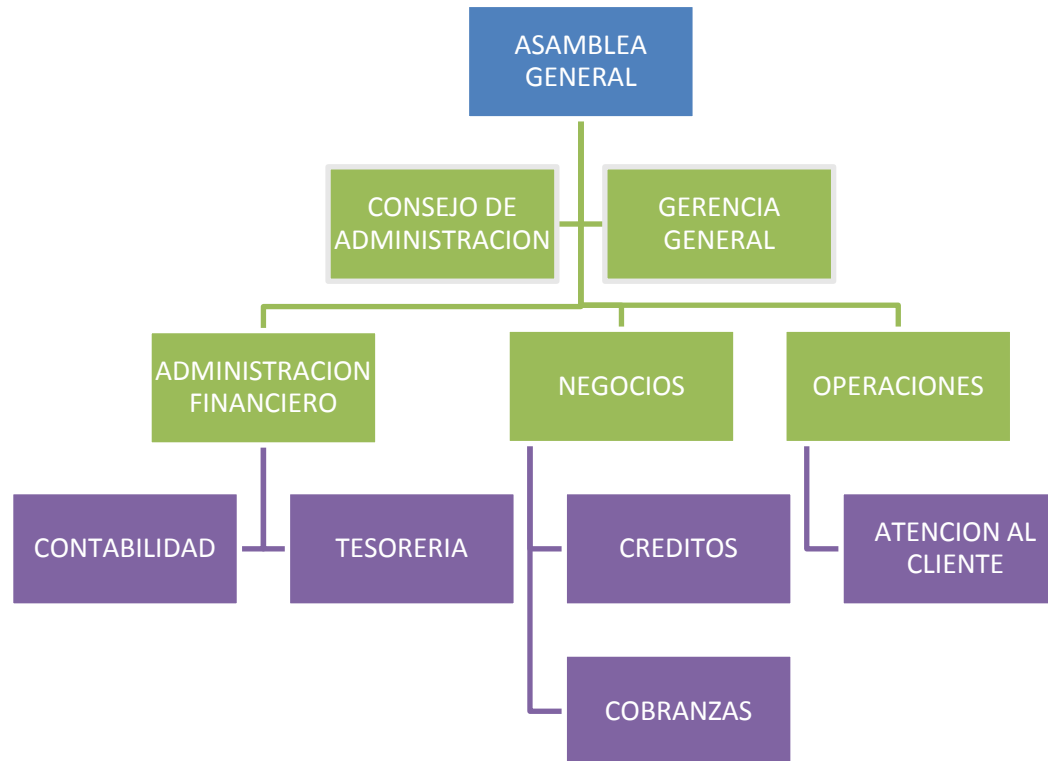 ASAMBLEA
GENERAL
CONSEJO DE
ADMINISTRACION
GERENCIA
GENERAL
ADMINISTRACION
FINANCIERO
NEGOCIOS
OPERACIONES
CONTABILIDAD
TESORERIA
CREDITOS
ATENCION AL
CLIENTE
COBRANZAS